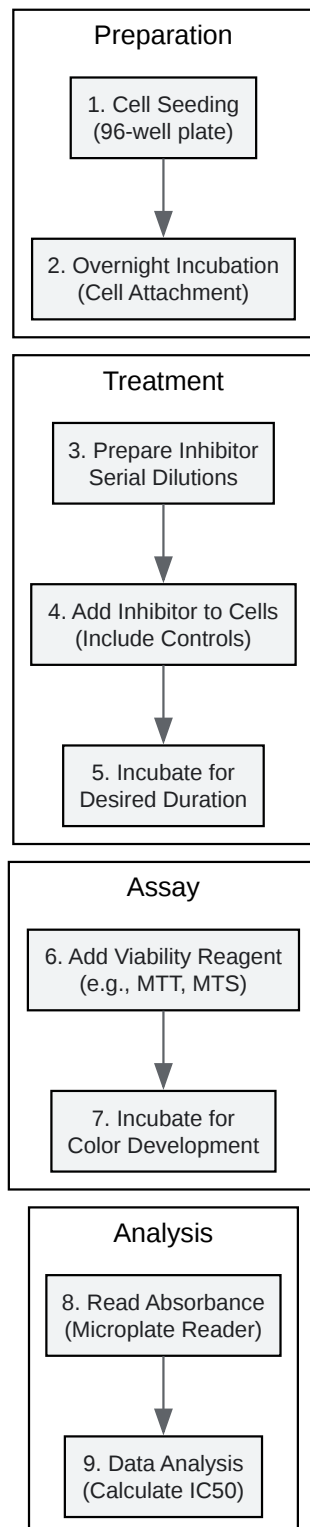 Preparation
1. Cell Seeding
(96-well plate)
2. Overnight Incubation
(Cell Attachment)
Treatment
3. Prepare Inhibitor
Serial Dilutions
4. Add Inhibitor to Cells
(Include Controls)
5. Incubate for
Desired Duration
Assay
6. Add Viability Reagent
(e.g., MTT, MTS)
7. Incubate for
Color Development
Analysis
8. Read Absorbance
(Microplate Reader)
9. Data Analysis
(Calculate IC50)